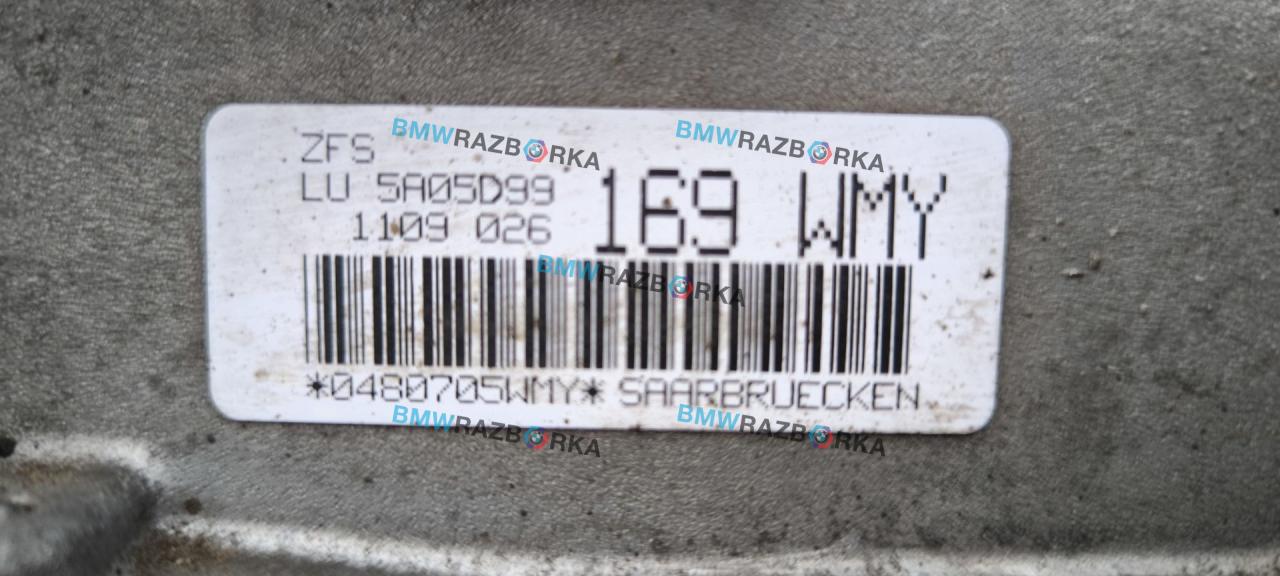 ZFS
LU 5A05D99
1109 026
169 WMY
*0480705WMY* SAARBRUECKEN
BMWRAZBORKA
BMWRAZBORKA
BMWRAZBORKA
BMWRAZBORKA
BMWRAZBORKA